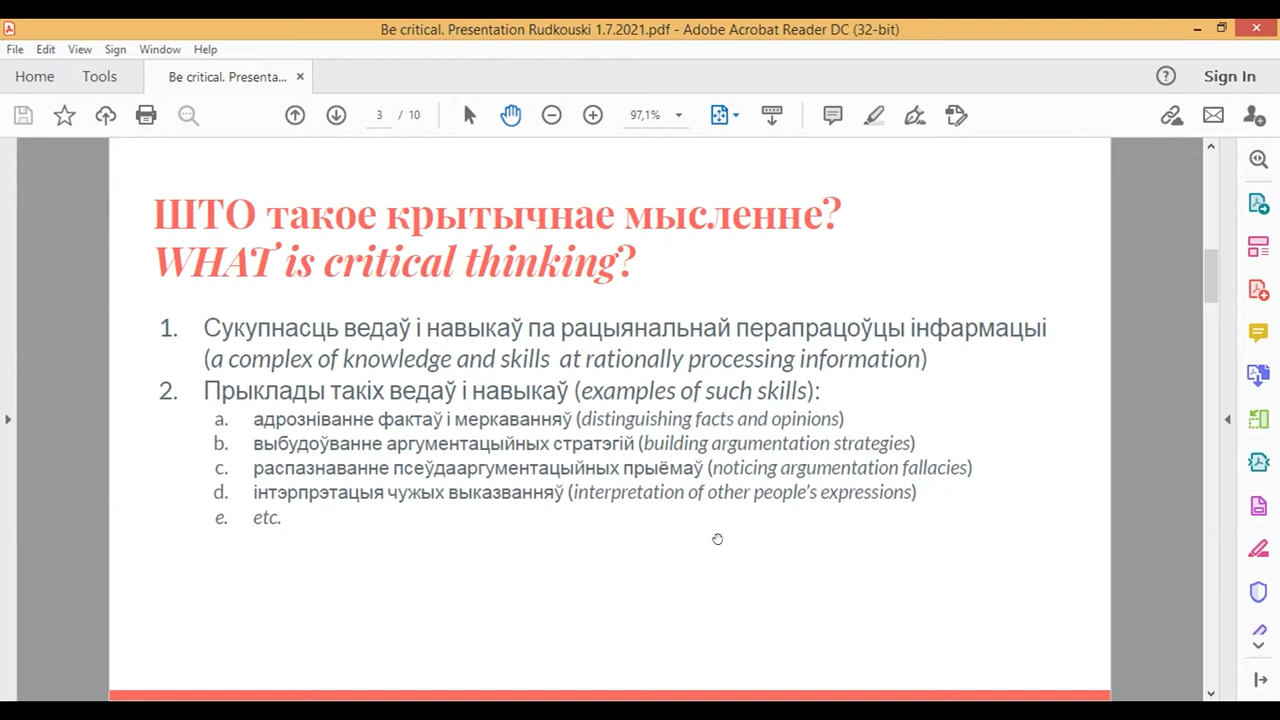 Be critical. Presentation Rudkouski 1.7.2021.pdf - Adobe Acrobat Reader DC (32-bit)
File Edit View Sign Window Help
Home Tools Be critical. Presenta... × Sign In
3 / 10 97,1%
ШТО такое крытычнае мысленне?
WHAT is critical thinking?
1. Сукупнасць ведаў і навыкаў па рацыянальнай перапрацоўцы інфармацыі
(a complex of knowledge and skills at rationally processing information)
2. Прыклады такіх ведаў і навыкаў (examples of such skills):
a. адрозніванне фактаў і меркаванняў (distinguishing facts and opinions)
b. выбудоўванне аргументацыйных стратэгій (building argumentation strategies)
c. распазнаванне псеўдааргументацыйных прыёмаў (noticing argumentation fallacies)
d. інтэрпрэтацыя чужых выказванняў (interpretation of other people's expressions)
e. etc.